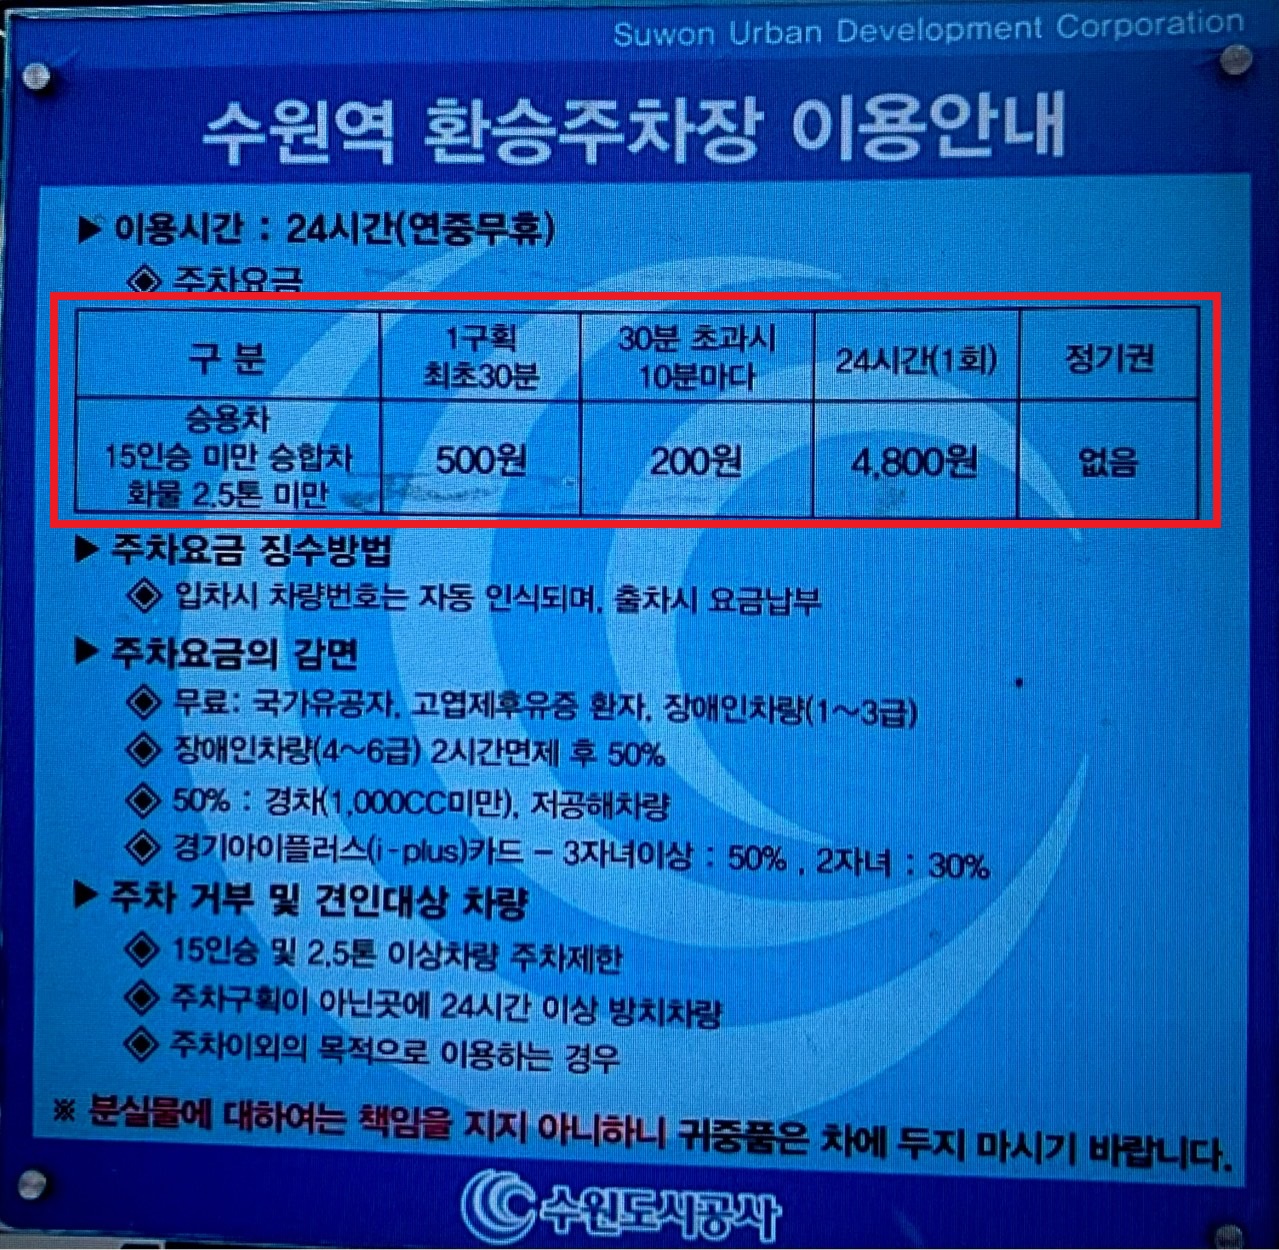 Suwon Urban Development Corporation
수원역 환승주차장 이용안내
▶ 이용시간 : 24시간(연중무휴)
◈ 주차요금
구 분
1구획
최초30분
30분 초과시
10분마다
24시간(1회)
정기권
승용차
15인승 미만 승합차
화물 2.5톤 미만
500원
200원
4,800원
없음
▶ 주차요금 징수방법
◈ 입차시 차량번호는 자동 인식되며, 출차시 요금납부
▶ 주차요금의 감면
◈ 무료: 국가유공자, 고엽제후유증 환자, 장애인차량(1~3급)
◈ 장애인차량(4~6급) 2시간면제 후 50%
◈ 50% : 경차(1,000CC미만), 저공해차량
◈ 경기아이플러스(i-plus)카드 - 3자녀이상 : 50% , 2자녀 : 30%
▶ 주차 거부 및 견인대상 차량
◈ 15인승 및 2.5톤 이상차량 주차제한
◈ 주차구획이 아닌곳에 24시간 이상 방치차량
◈ 주차이외의 목적으로 이용하는 경우
※ 분실물에 대하여는 책임을 지지 아니하니 귀중품은 차에 두지 마시기 바랍니다.
수원도시공사